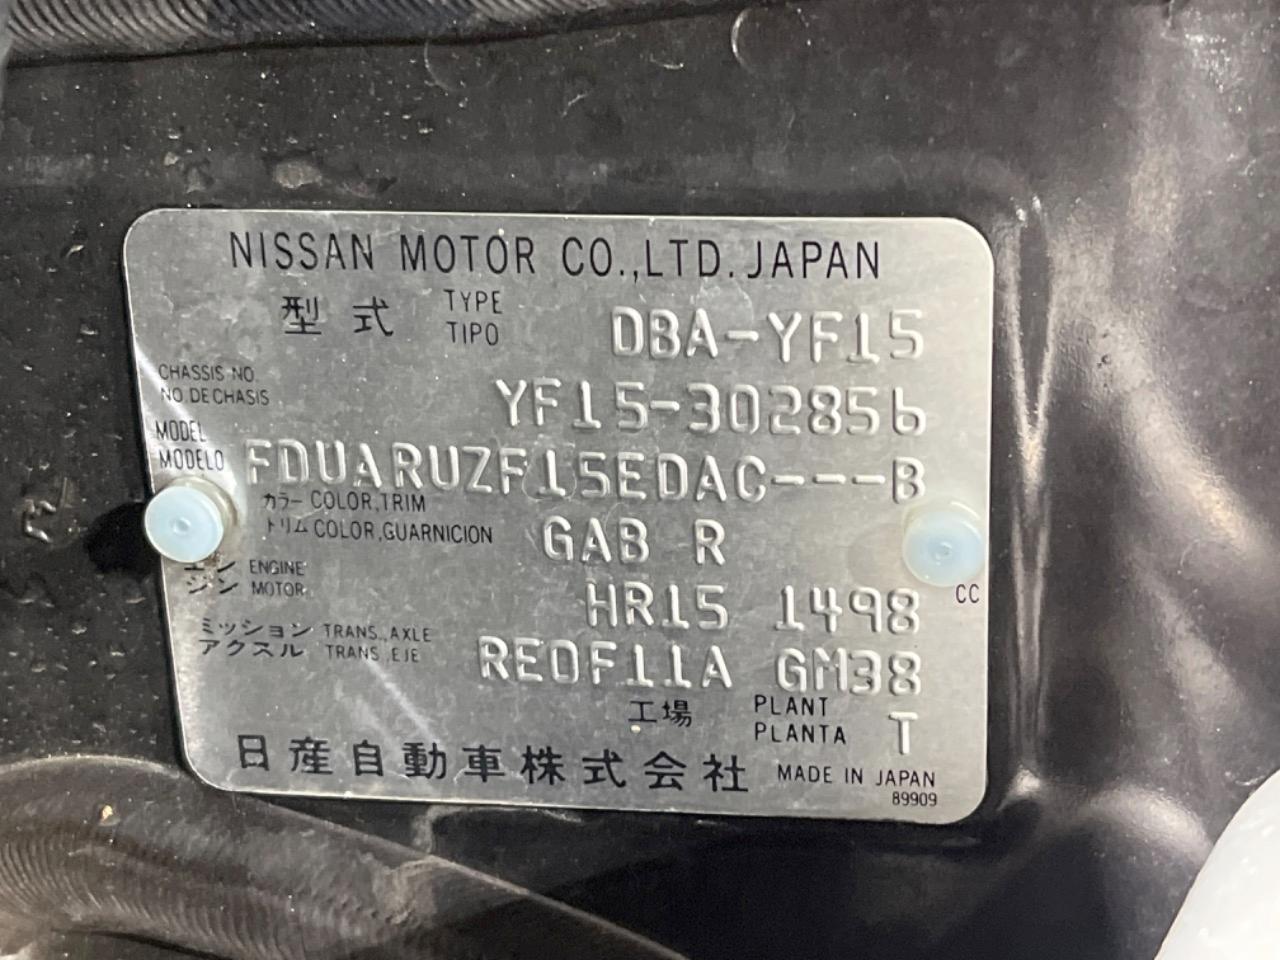 NISSAN MOTOR CO.,LTD. JAPAN
型式 TYPE TIPO DBA-YF15
CHASSIS NO.
NO. DE CHASIS YF15-302856
MODEL
MODELO FDUARUZF15EDAC---B
カラー COLOR,TRIM
トリム COLOR,GUARNICION GAB R
エン ENGINE
ジン MOTOR HR15 1498 CC
ミッション TRANS.,AXLE
アクスル TRANS.,EJE RE0F11A GM38
工場 PLANT PLANTA T
日産自動車株式会社 MADE IN JAPAN
89909